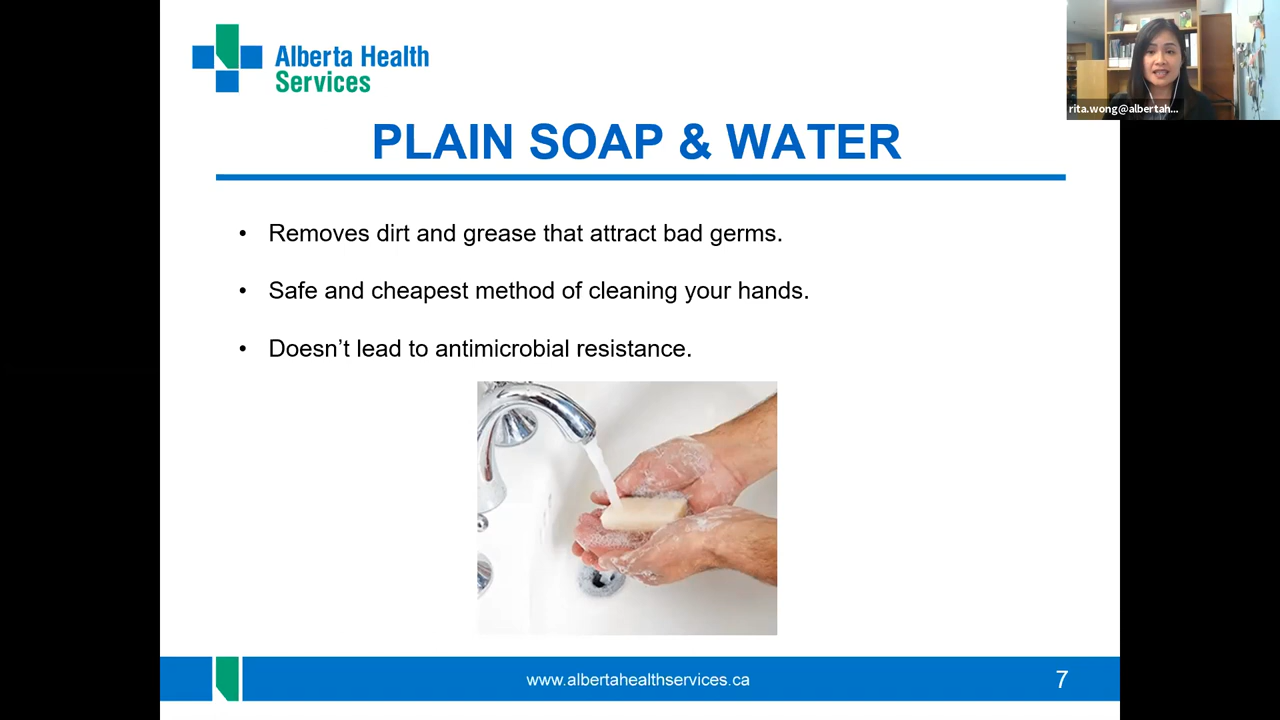 Alberta Health
Services
rita.wong@albertah...
PLAIN SOAP & WATER
• Removes dirt and grease that attract bad germs.
• Safe and cheapest method of cleaning your hands.
• Doesn’t lead to antimicrobial resistance.
www.albertahealthservices.ca
7